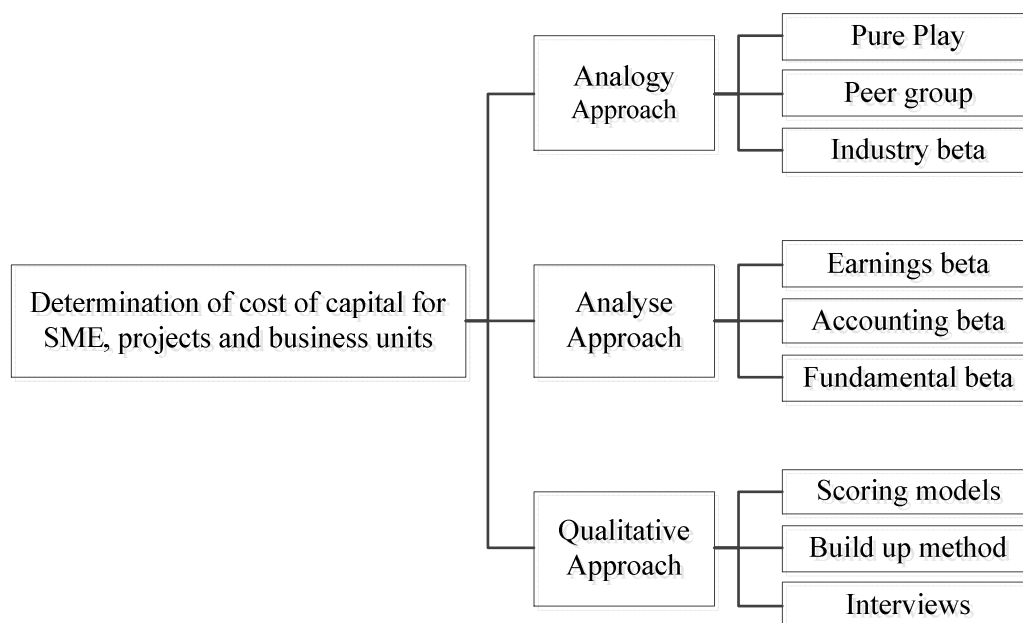 Determination of cost of capital for
SME, projects and business units
Analogy
Approach
Pure Play
Peer group
Industry beta
Analyse
Approach
Earnings beta
Accounting beta
Fundamental beta
Qualitative
Approach
Scoring models
Build up method
Interviews